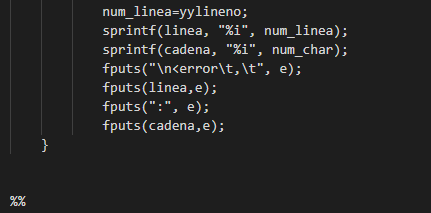 num_linea=yylineno;
sprintf(linea, "%i", num_linea);
sprintf(cadena, "%i", num_char);
fputs("\n<error\t,\t", e);
fputs(linea,e);
fputs(":", e);
fputs(cadena,e);
}
%%